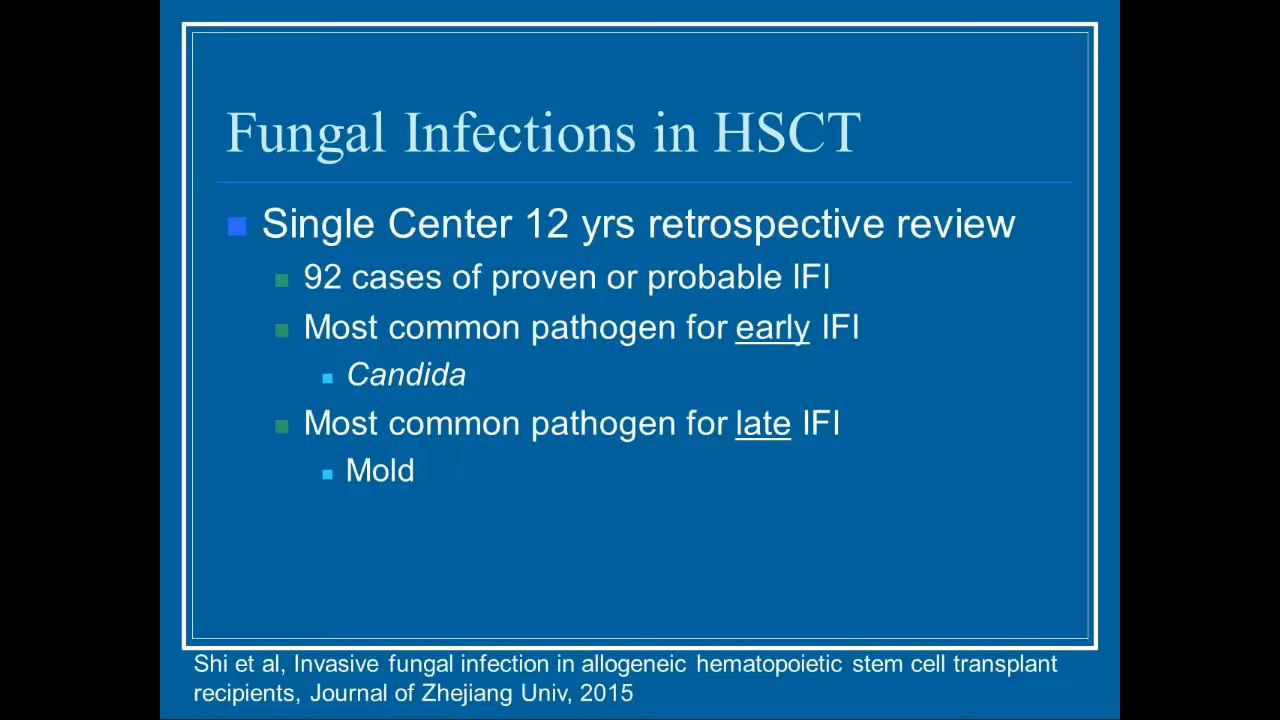 Fungal Infections in HSCT
Single Center 12 yrs retrospective review
92 cases of proven or probable IFI
Most common pathogen for early IFI
Candida
Most common pathogen for late IFI
Mold
Shi et al, Invasive fungal infection in allogeneic hematopoietic stem cell transplant
recipients, Journal of Zhejiang Univ, 2015